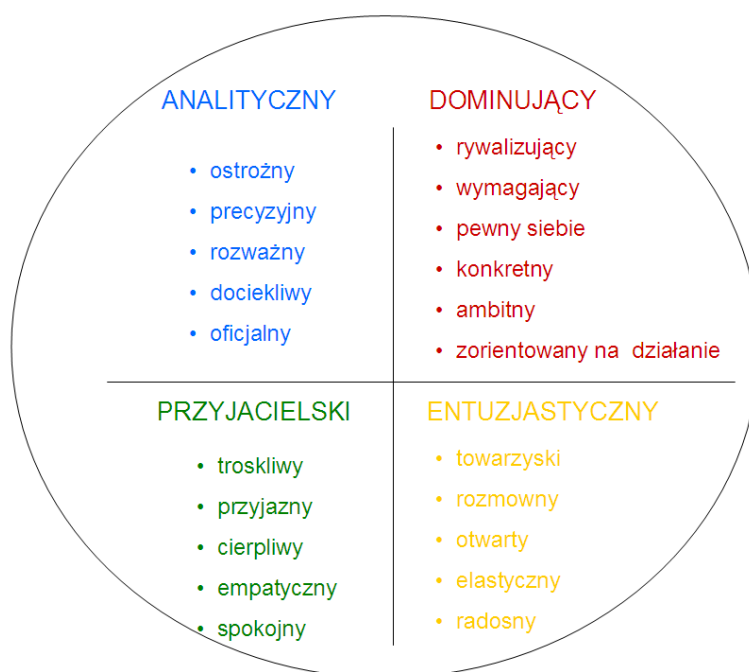 ANALITYCZNY
• ostrożny
• precyzyjny
• rozważny
• dociekliwy
• oficjalny
DOMINUJĄCY
• rywalizujący
• wymagający
• pewny siebie
• konkretny
• ambitny
• zorientowany na działanie
PRZYJACIELSKI
• troskliwy
• przyjazny
• cierpliwy
• empatyczny
• spokojny
ENTUZJASTYCZNY
• towarzyski
• rozmowny
• otwarty
• elastyczny
• radosny